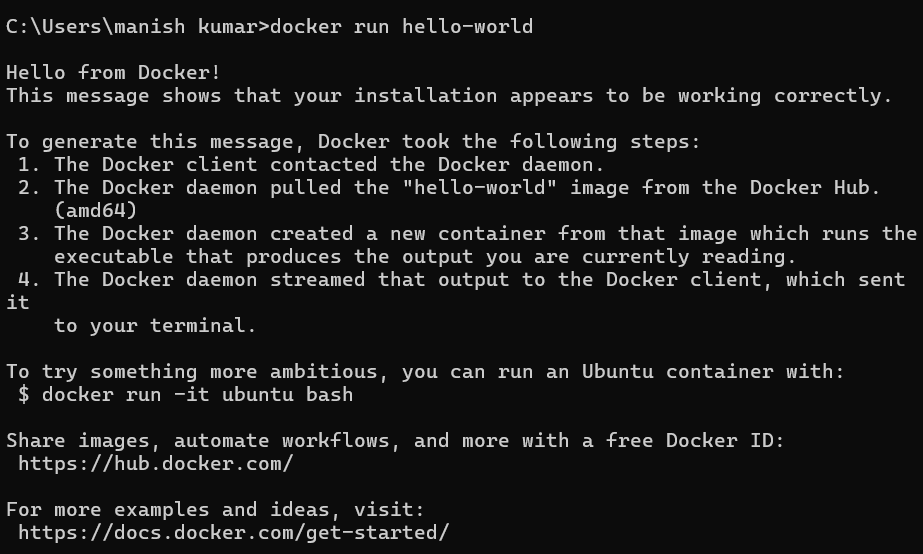 C:\Users\manish kumar>docker run hello-world
Hello from Docker!
This message shows that your installation appears to be working correctly.
To generate this message, Docker took the following steps:
1. The Docker client contacted the Docker daemon.
2. The Docker daemon pulled the "hello-world" image from the Docker Hub.
(amd64)
3. The Docker daemon created a new container from that image which runs the
executable that produces the output you are currently reading.
4. The Docker daemon streamed that output to the Docker client, which sent
it
to your terminal.
To try something more ambitious, you can run an Ubuntu container with:
$ docker run -it ubuntu bash
Share images, automate workflows, and more with a free Docker ID:
https://hub.docker.com/
For more examples and ideas, visit:
https://docs.docker.com/get-started/